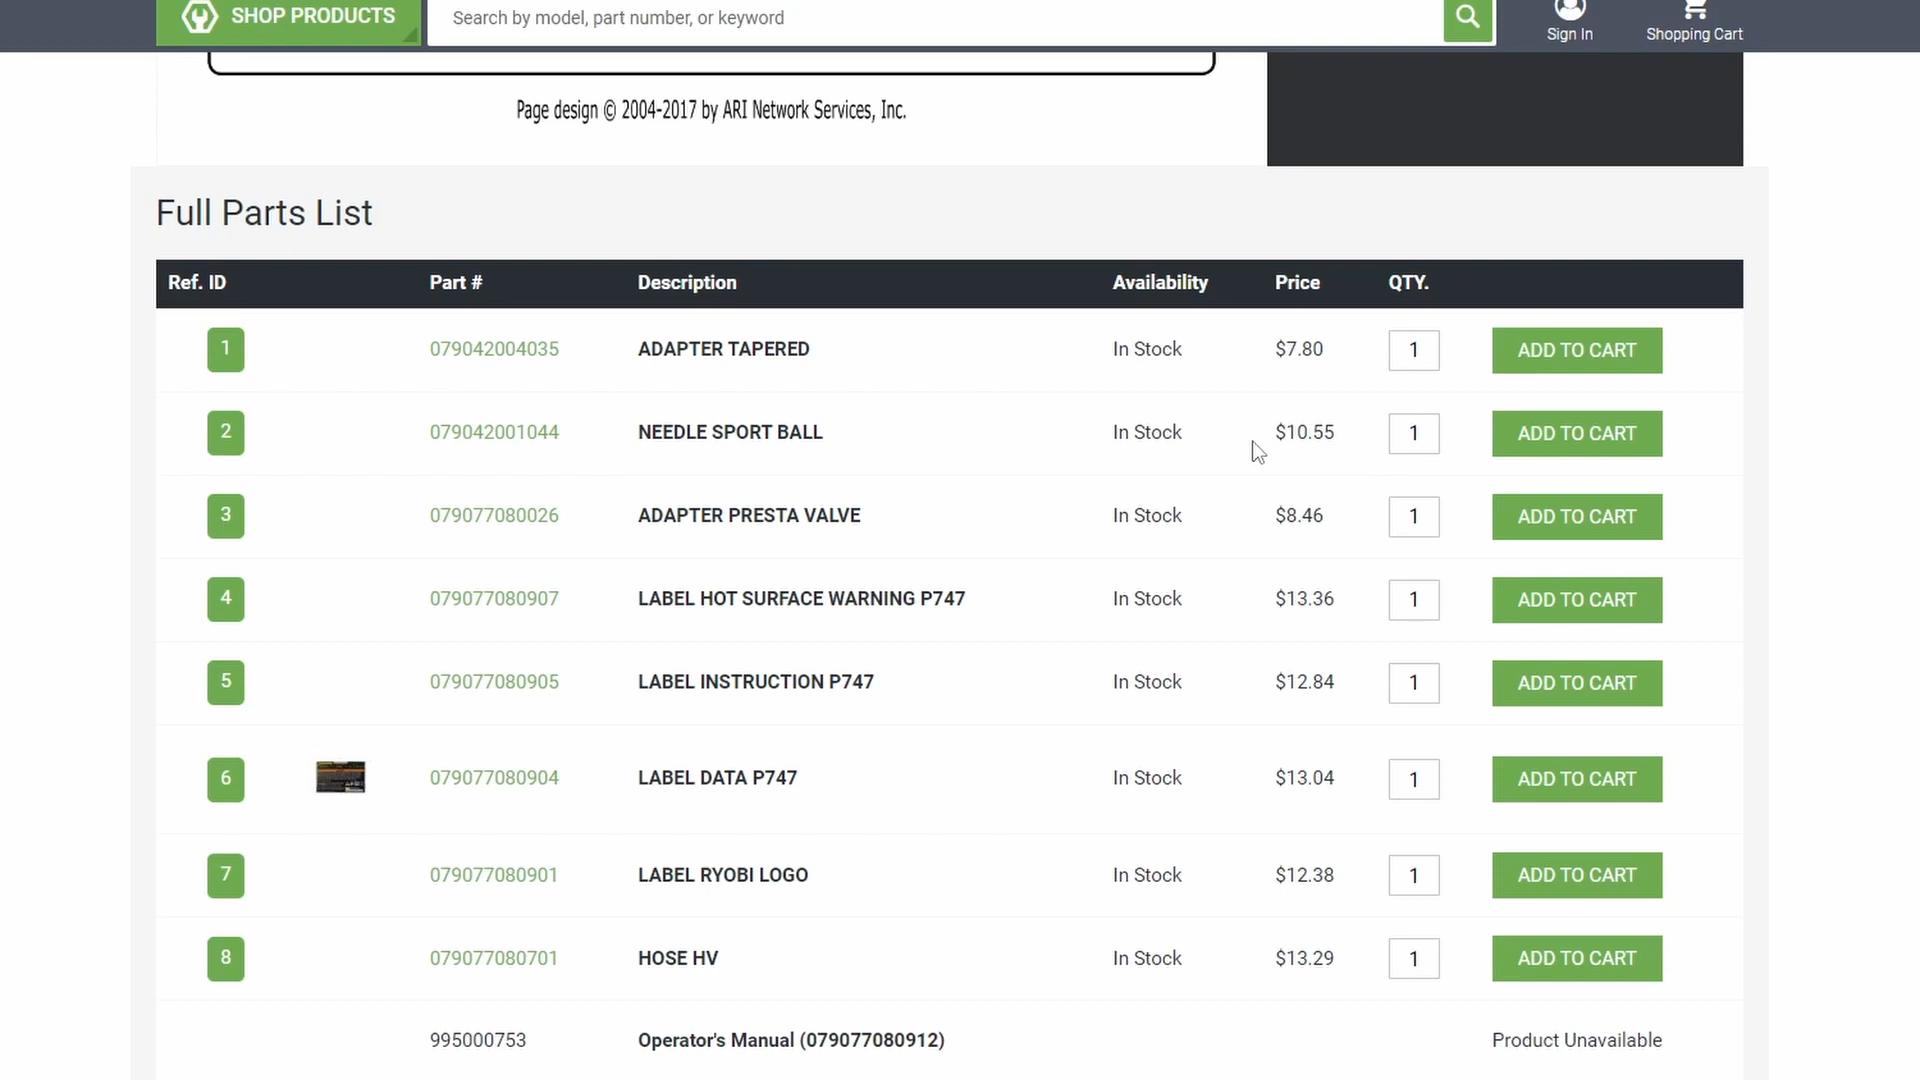 SHOP PRODUCTS
Search by model, part number, or keyword
Sign In
Shopping Cart
Page design © 2004-2017 by ARI Network Services, Inc.
Full Parts List
Ref. ID Part # Description Availability Price QTY.
1 079042004035 ADAPTER TAPERED In Stock $7.80 1 ADD TO CART
2 079042001044 NEEDLE SPORT BALL In Stock $10.55 1 ADD TO CART
3 079077080026 ADAPTER PRESTA VALVE In Stock $8.46 1 ADD TO CART
4 079077080907 LABEL HOT SURFACE WARNING P747 In Stock $13.36 1 ADD TO CART
5 079077080905 LABEL INSTRUCTION P747 In Stock $12.84 1 ADD TO CART
6 079077080904 LABEL DATA P747 In Stock $13.04 1 ADD TO CART
7 079077080901 LABEL RYOBI LOGO In Stock $12.38 1 ADD TO CART
8 079077080701 HOSE HV In Stock $13.29 1 ADD TO CART
995000753 Operator's Manual (079077080912) Product Unavailable